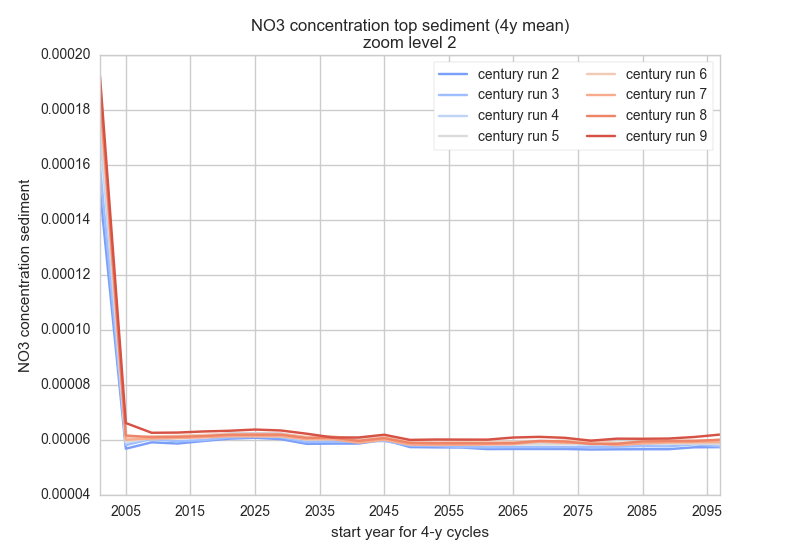 NO3 concentration top sediment (4y mean)
zoom level 2
0.00020
0.00018
0.00016
0.00014
0.00012
0.00010
0.00008
0.00006
0.00004
NO3 concentration sediment
century run 2
century run 3
century run 4
century run 5
century run 6
century run 7
century run 8
century run 9
2005 2015 2025 2035 2045 2055 2065 2075 2085 2095
start year for 4-y cycles